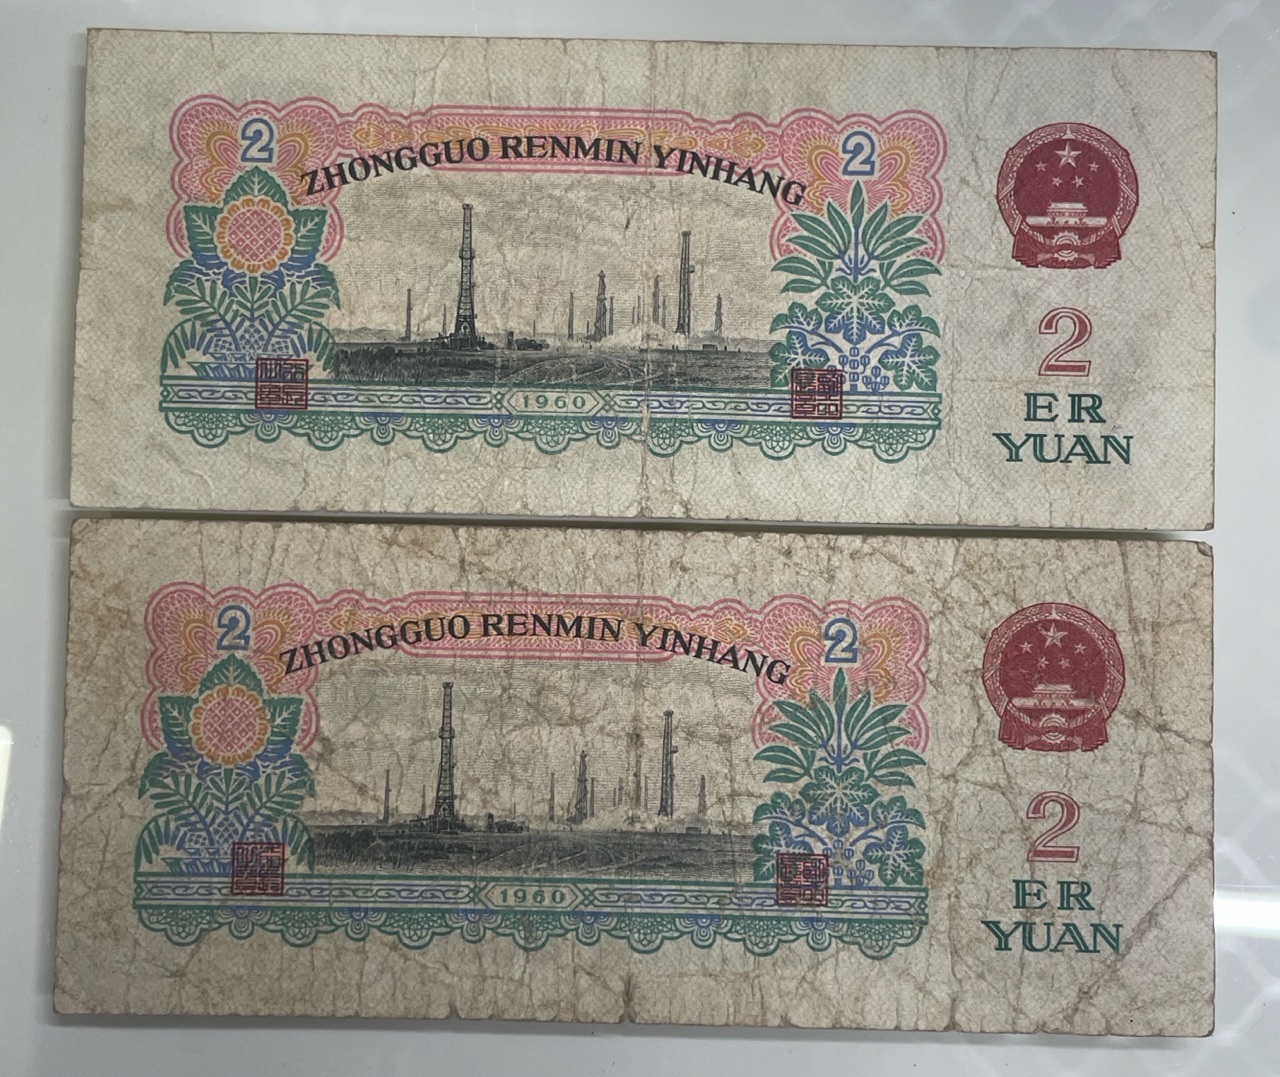 2 2
ZHONGGUO RENMIN YINHANG
1960
2
ER
YUAN
2 2
ZHONGGUO RENMIN YINHANG
1960
2
ER
YUAN